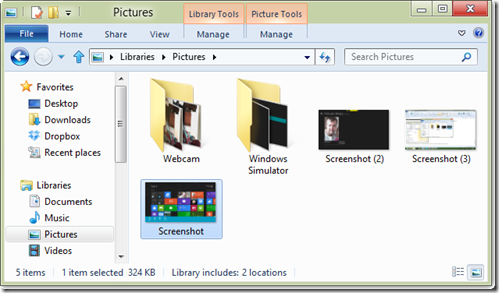 Pictures
Library Tools
Picture Tools
File
Home
Share
View
Manage
Manage
Libraries
Pictures
Search Pictures
Favorites
Desktop
Downloads
Dropbox
Recent places
Libraries
Documents
Music
Pictures
Videos
Webcam
Windows
Simulator
Screenshot (2)
Screenshot (3)
Screenshot
5 items
1 item selected 324 KB
Library includes: 2 locations